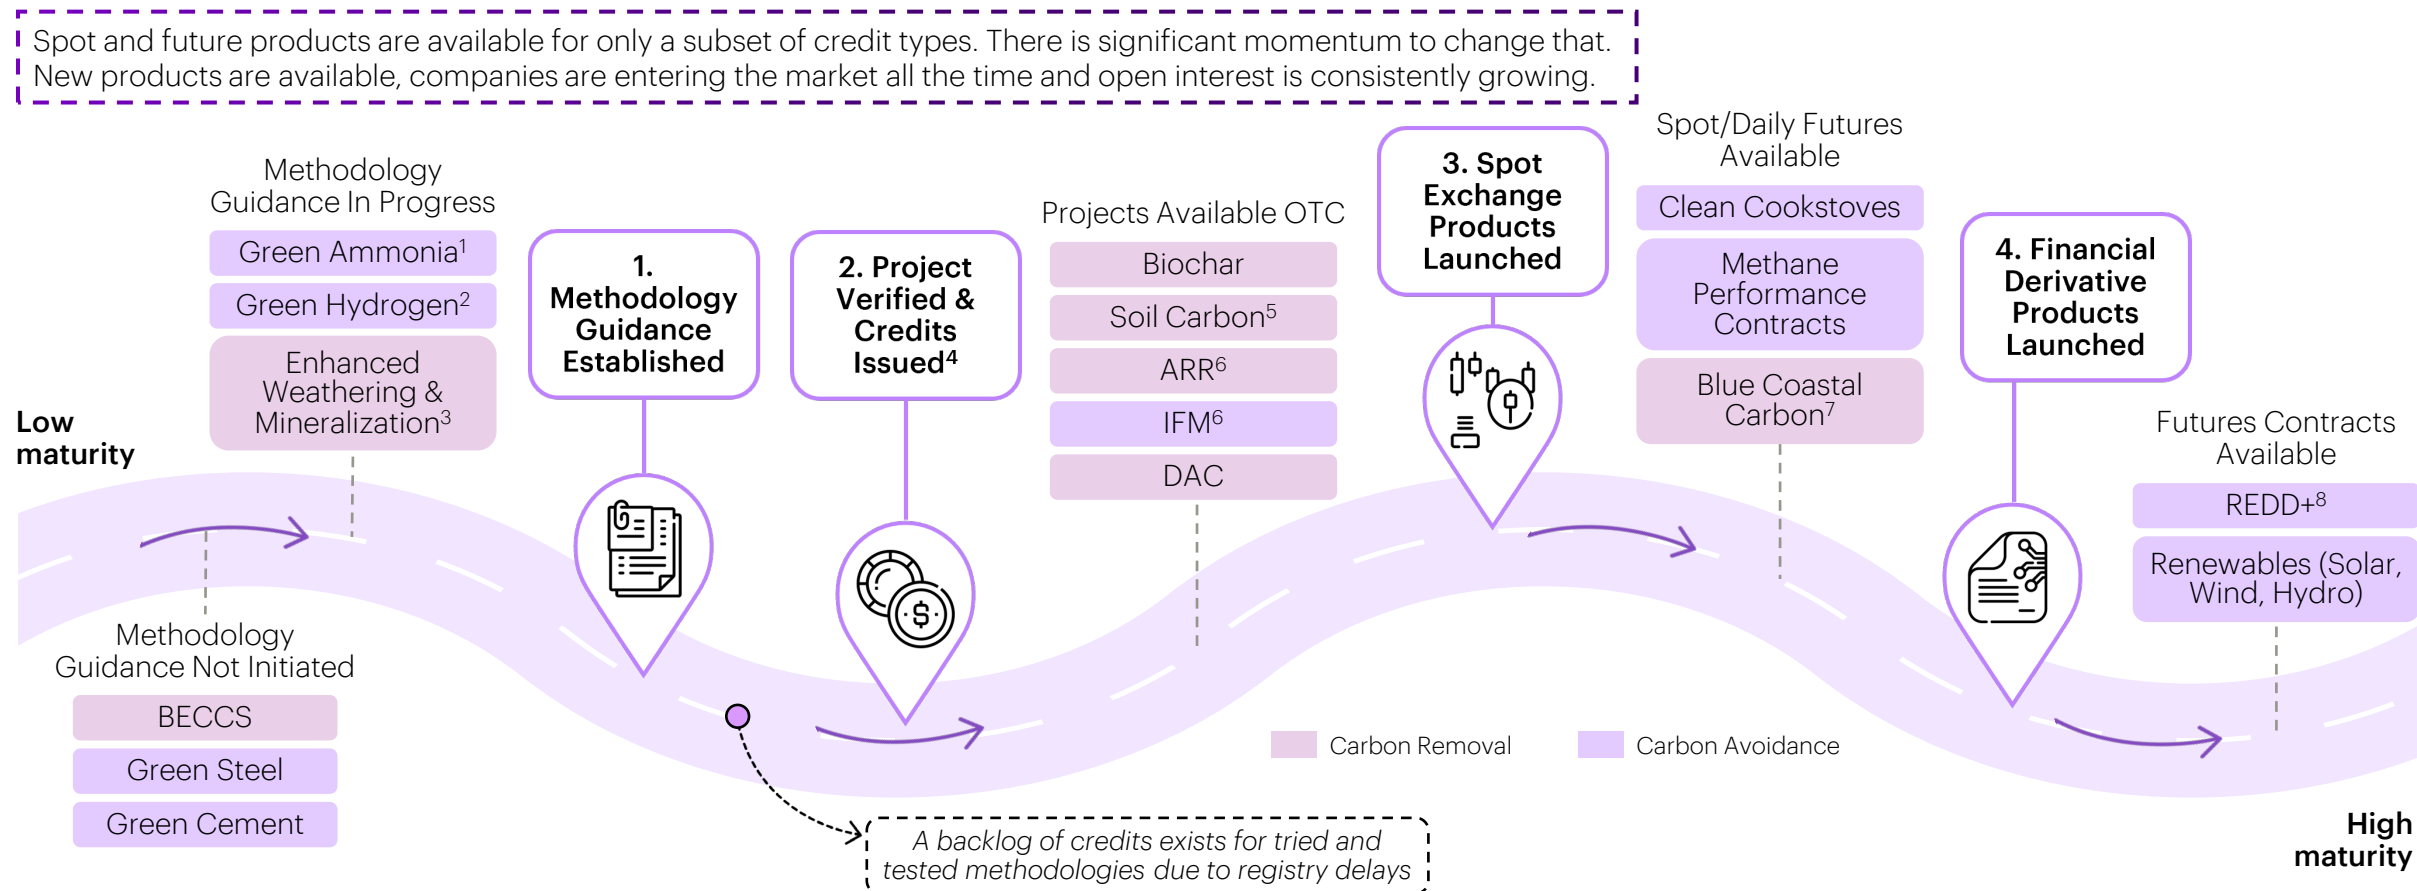 Spot and future products are available for only a subset of credit types. There is significant momentum to change that.
New products are available, companies are entering the market all the time and open interest is consistently growing.
Low
maturity
Methodology
Guidance In Progress
Green Ammonia¹
Green Hydrogen²
Enhanced
Weathering &
Mineralization³
Methodology
Guidance Not Initiated
BECCS
Green Steel
Green Cement
1.
Methodology
Guidance
Established
2. Project
Verified &
Credits
Issued⁴
A backlog of credits exists for tried and
tested methodologies due to registry delays
Projects Available OTC
Biochar
Soil Carbon⁵
ARR⁶
IFM⁶
DAC
3. Spot
Exchange
Products
Launched
Spot/Daily Futures
Available
Clean Cookstoves
Methane
Performance
Contracts
Blue Coastal
Carbon⁷
4. Financial
Derivative
Products
Launched
Futures Contracts
Available
REDD+⁸
Renewables (Solar,
Wind, Hydro)
Carbon Removal
Carbon Avoidance
High
maturity